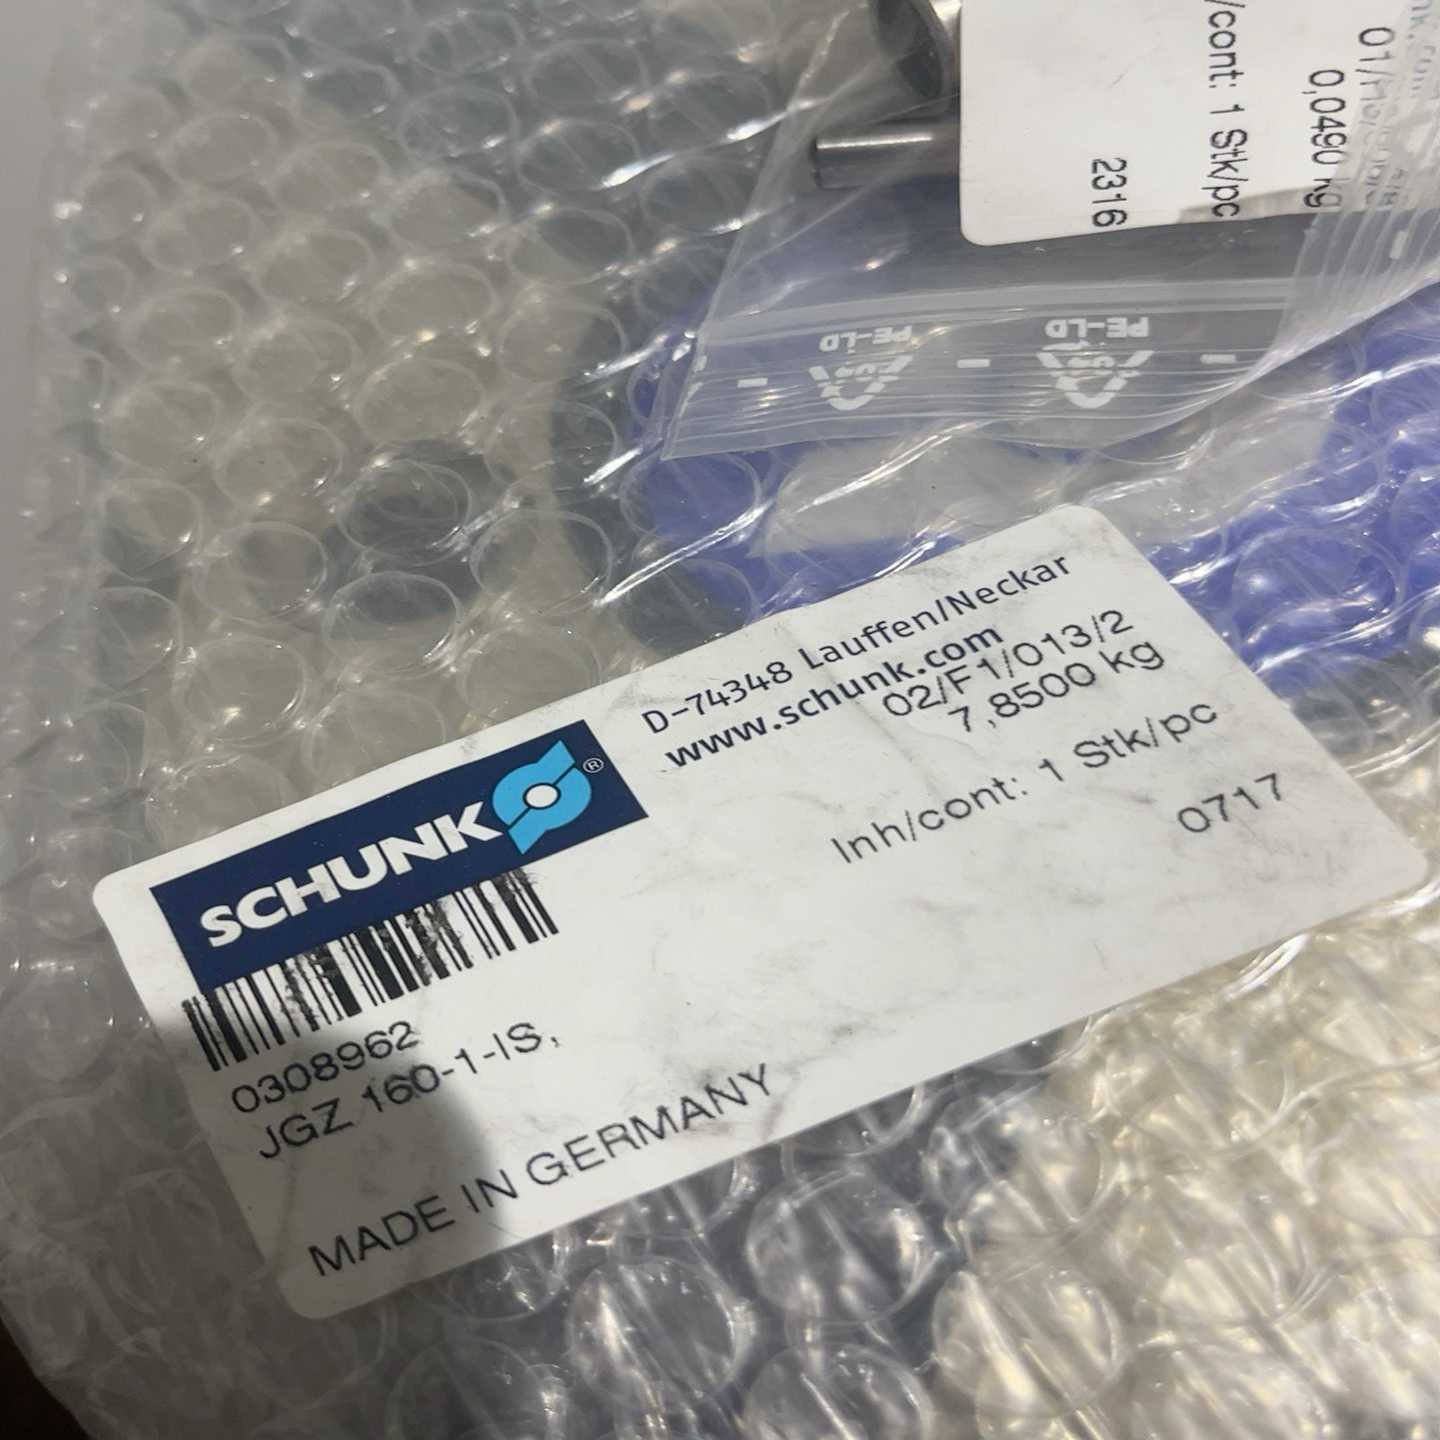 /cont: 1 Stk/pc
0,0490 kg
2316
PE-LD
PE-LD
SCHUNK ®
D-74348 Lauffen/Neckar
www.schunk.com
02/F1/013/2
7,8500 kg
Inh/cont: 1 Stk/pc
0717
0308962
JGZ 160-1-IS,
MADE IN GERMANY